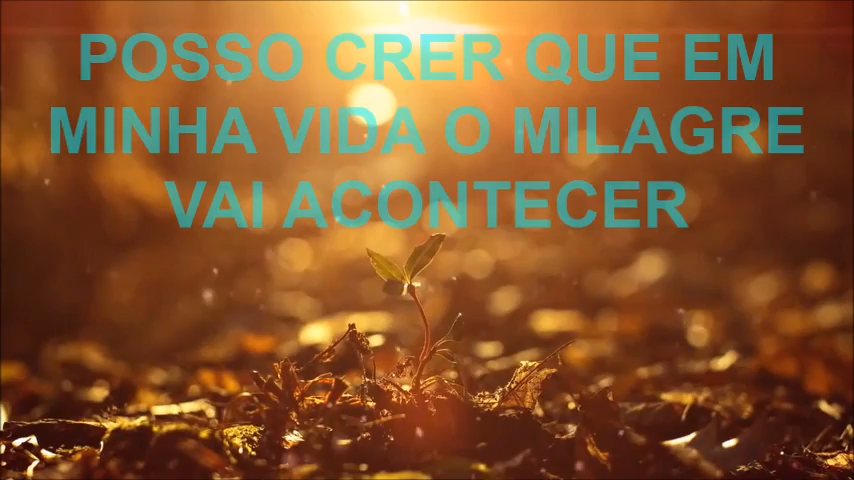 POSSO CRER QUE EM
MINHA VIDA O MILAGRE
VAI ACONTECER